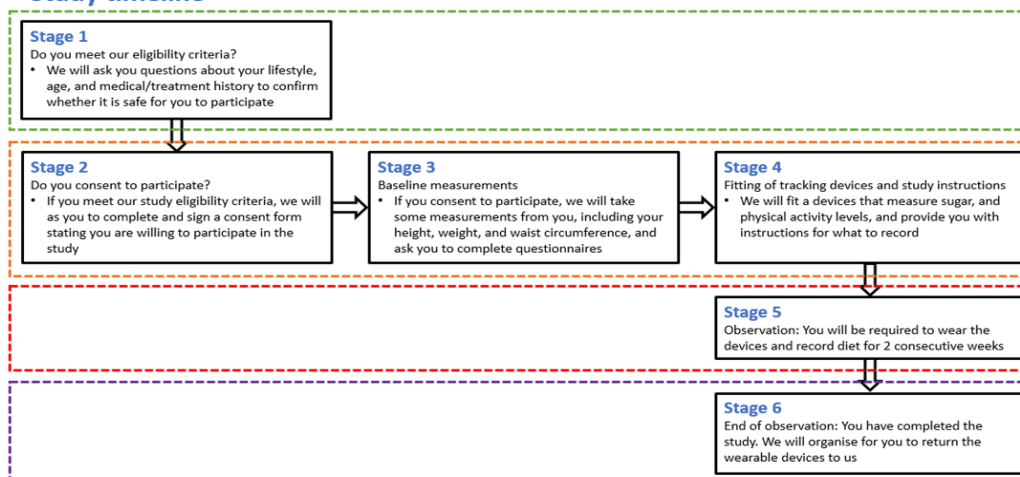 Study timeline
Stage 1
Do you meet our eligibility criteria?
• We will ask you questions about your lifestyle,
age, and medical/treatment history to confirm
whether it is safe for you to participate
Stage 2
Do you consent to participate?
• If you meet our study eligibility criteria, we will
as you to complete and sign a consent form
stating you are willing to participate in the
study
Stage 3
Baseline measurements
• If you consent to participate, we will take
some measurements from you, including your
height, weight, and waist circumference, and
ask you to complete questionnaires
Stage 4
Fitting of tracking devices and study instructions
• We will fit a devices that measure sugar, and
physical activity levels, and provide you with
instructions for what to record
Stage 5
Observation: You will be required to wear the
devices and record diet for 2 consecutive weeks
Stage 6
End of observation: You have completed the
study. We will organise for you to return the
wearable devices to us